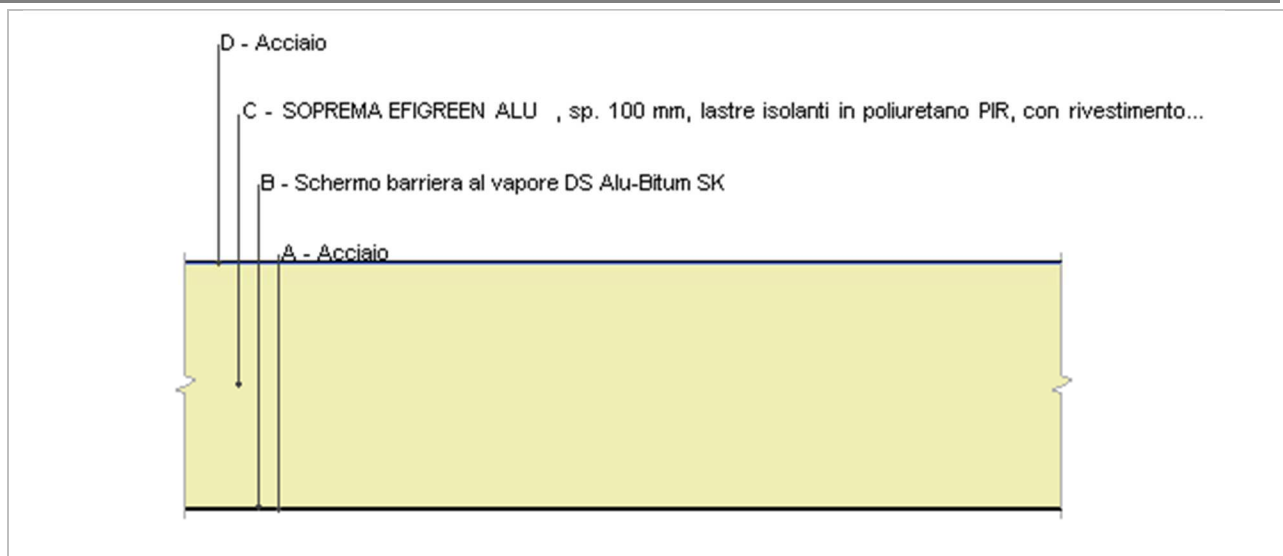 D - Acciaio
C - SOPREMA EFIGREEN ALU , sp. 100 mm, lastre isolanti in poliuretano PIR, con rivestimento...
B - Schermo barriera al vapore DS Alu-Bitum SK
A - Acciaio